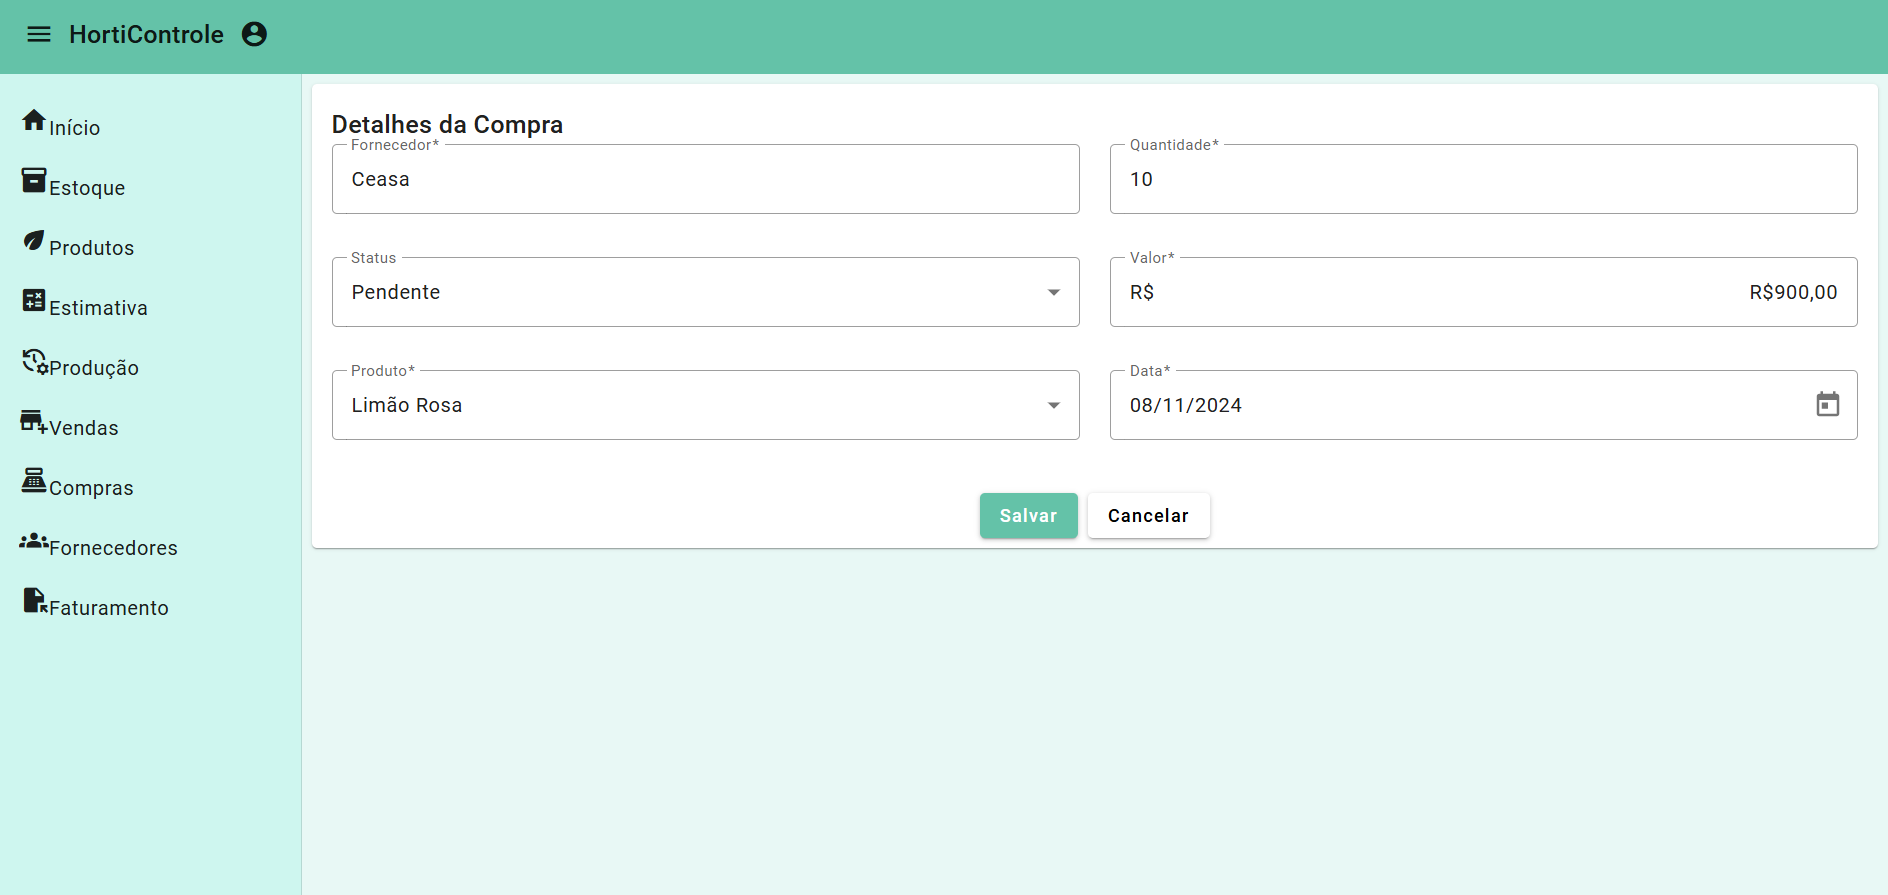 HortiControle
Início
Estoque
Produtos
Estimativa
Produção
Vendas
Compras
Fornecedores
Faturamento
Detalhes da Compra
Fornecedor*
Ceasa
Quantidade*
10
Status
Pendente
Valor*
R$ R$900,00
Produto*
Limão Rosa
Data*
08/11/2024
Salvar
Cancelar